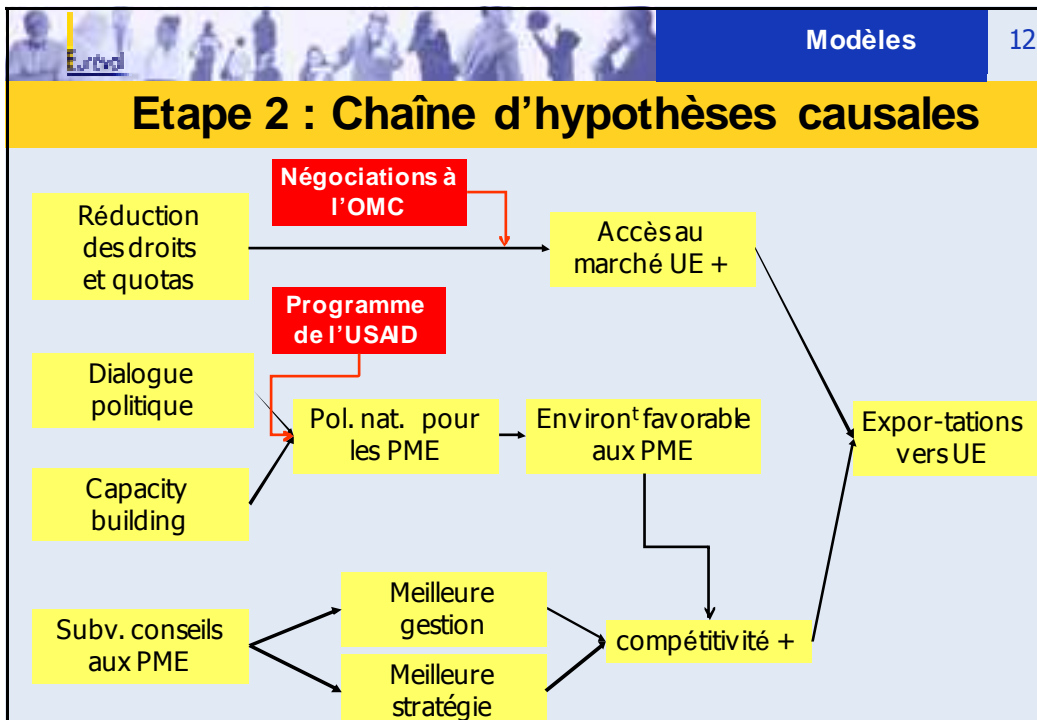 Eureval
Modèles
12
Etape 2 : Chaîne d’hypothèses causales
Négociations à
l’OMC
Réduction
des droits
et quotas
Accès au
marché UE +
Programme
de l’USAID
Dialogue
politique
Pol. nat. pour
les PME
Environt favorable
aux PME
Expor-tations
vers UE
Capacity
building
Meilleure
gestion
Subv. conseils
aux PME
compétitivité +
Meilleure
stratégie